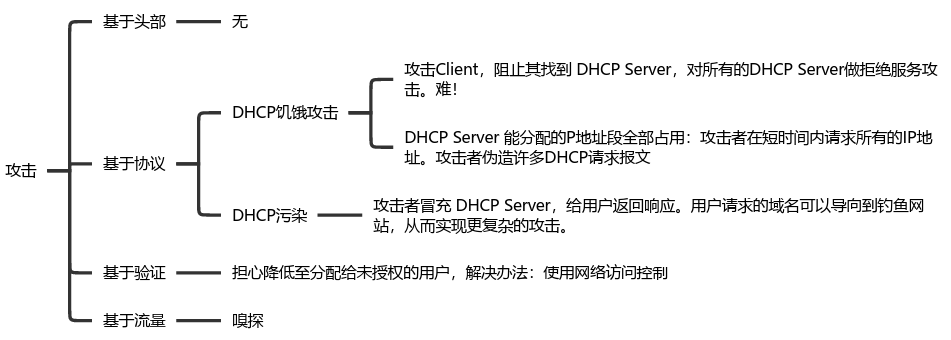 基于头部
无
攻击Client，阻止其找到 DHCP Server，对所有的DHCP Server做拒绝服务攻
击。难！
DHCP饥饿攻击
DHCP Server 能分配的P地址段全部占用：攻击者在短时间内请求所有的IP地
址。攻击者伪造许多DHCP请求报文
攻击
基于协议
DHCP污染
攻击者冒充 DHCP Server，给用户返回响应。用户请求的域名可以导向到钓鱼网
站，从而实现更复杂的攻击。
基于验证
担心降低至分配给未授权的用户，解决办法：使用网络访问控制
基于流量
嗅探